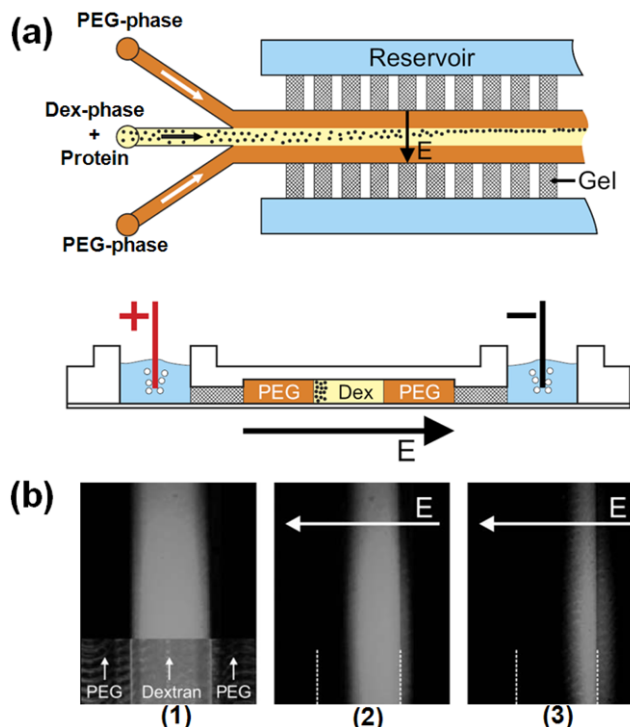 (a)
PEG-phase
Reservoir
Dex-phase
+
Protein
E
Gel
PEG-phase
+
−
PEG Dex PEG
E
(b)
E
E
PEG Dextran PEG
(1) (2) (3)